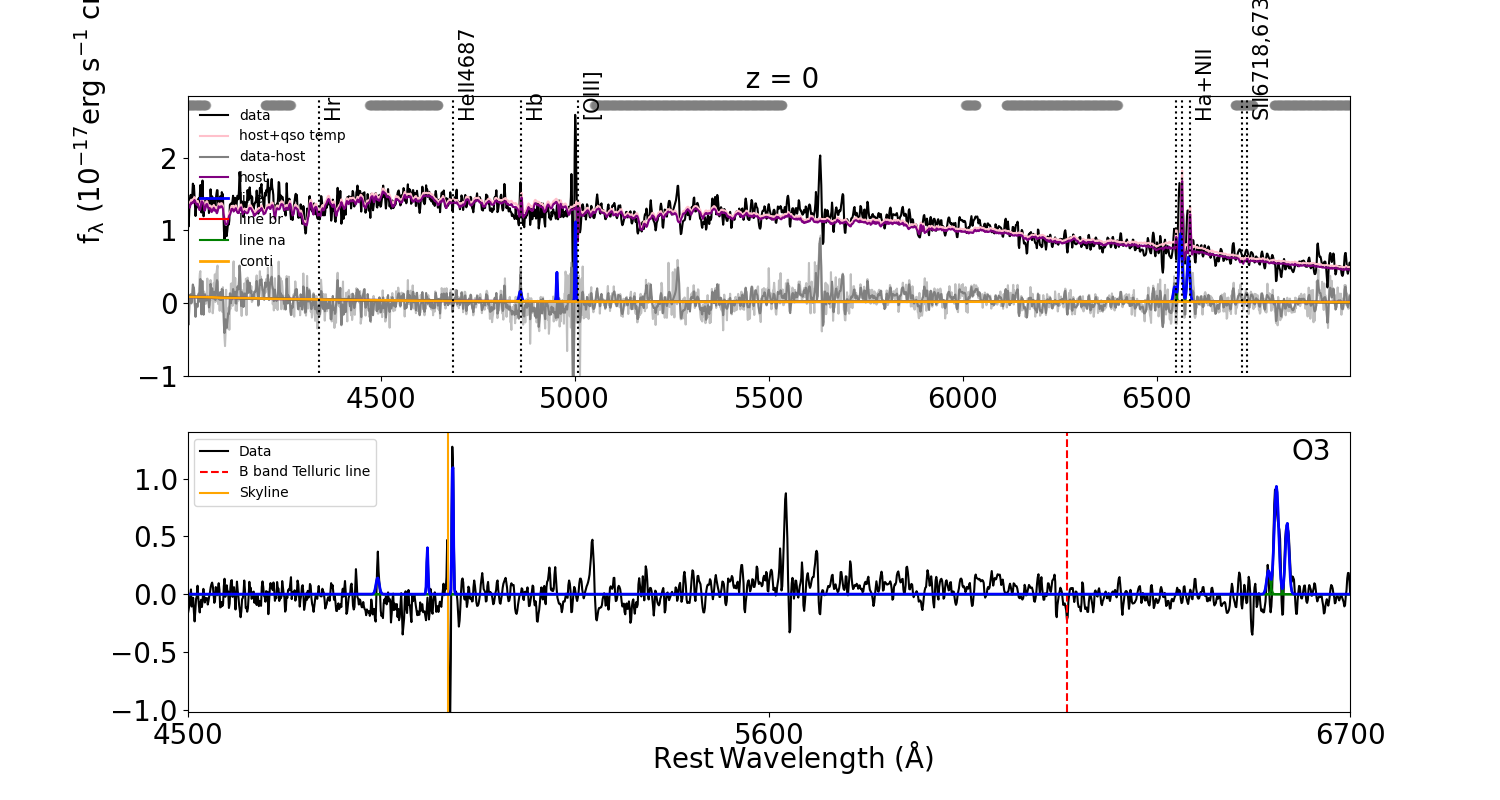 z = 0
f_λ (10^−17 erg s^−1
Hr
HeII4687
Hb
[OIII]
Ha+NII
SII6718,673
data
host+qso temp
data-host
host
line br
line na
conti
2
1
0
−1
4500
5000
5500
6000
6500
O3
Data
B band Telluric line
Skyline
1.0
0.5
0.0
−0.5
−1.0
4500
5600
6700
Rest Wavelength (Å)